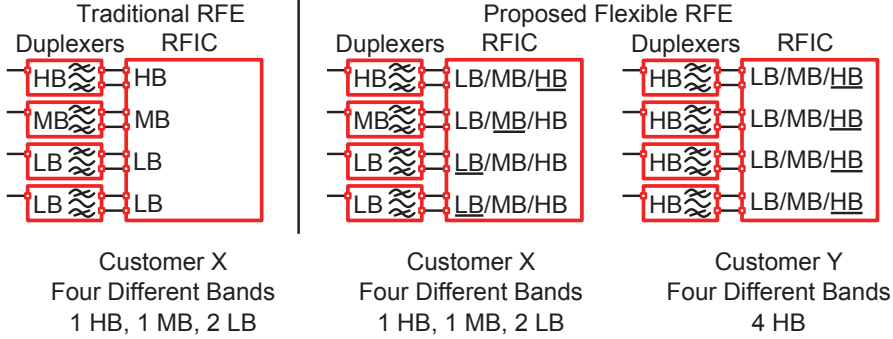 Traditional RFE
Proposed Flexible RFE
Duplexers RFIC
Duplexers RFIC
Duplexers RFIC
HB HB
MB MB
LB LB
LB LB
HB LB/MB/HB
MB LB/MB/HB
LB LB/MB/HB
LB LB/MB/HB
HB LB/MB/HB
HB LB/MB/HB
HB LB/MB/HB
HB LB/MB/HB
Customer X
Four Different Bands
1 HB, 1 MB, 2 LB
Customer X
Four Different Bands
1 HB, 1 MB, 2 LB
Customer Y
Four Different Bands
4 HB